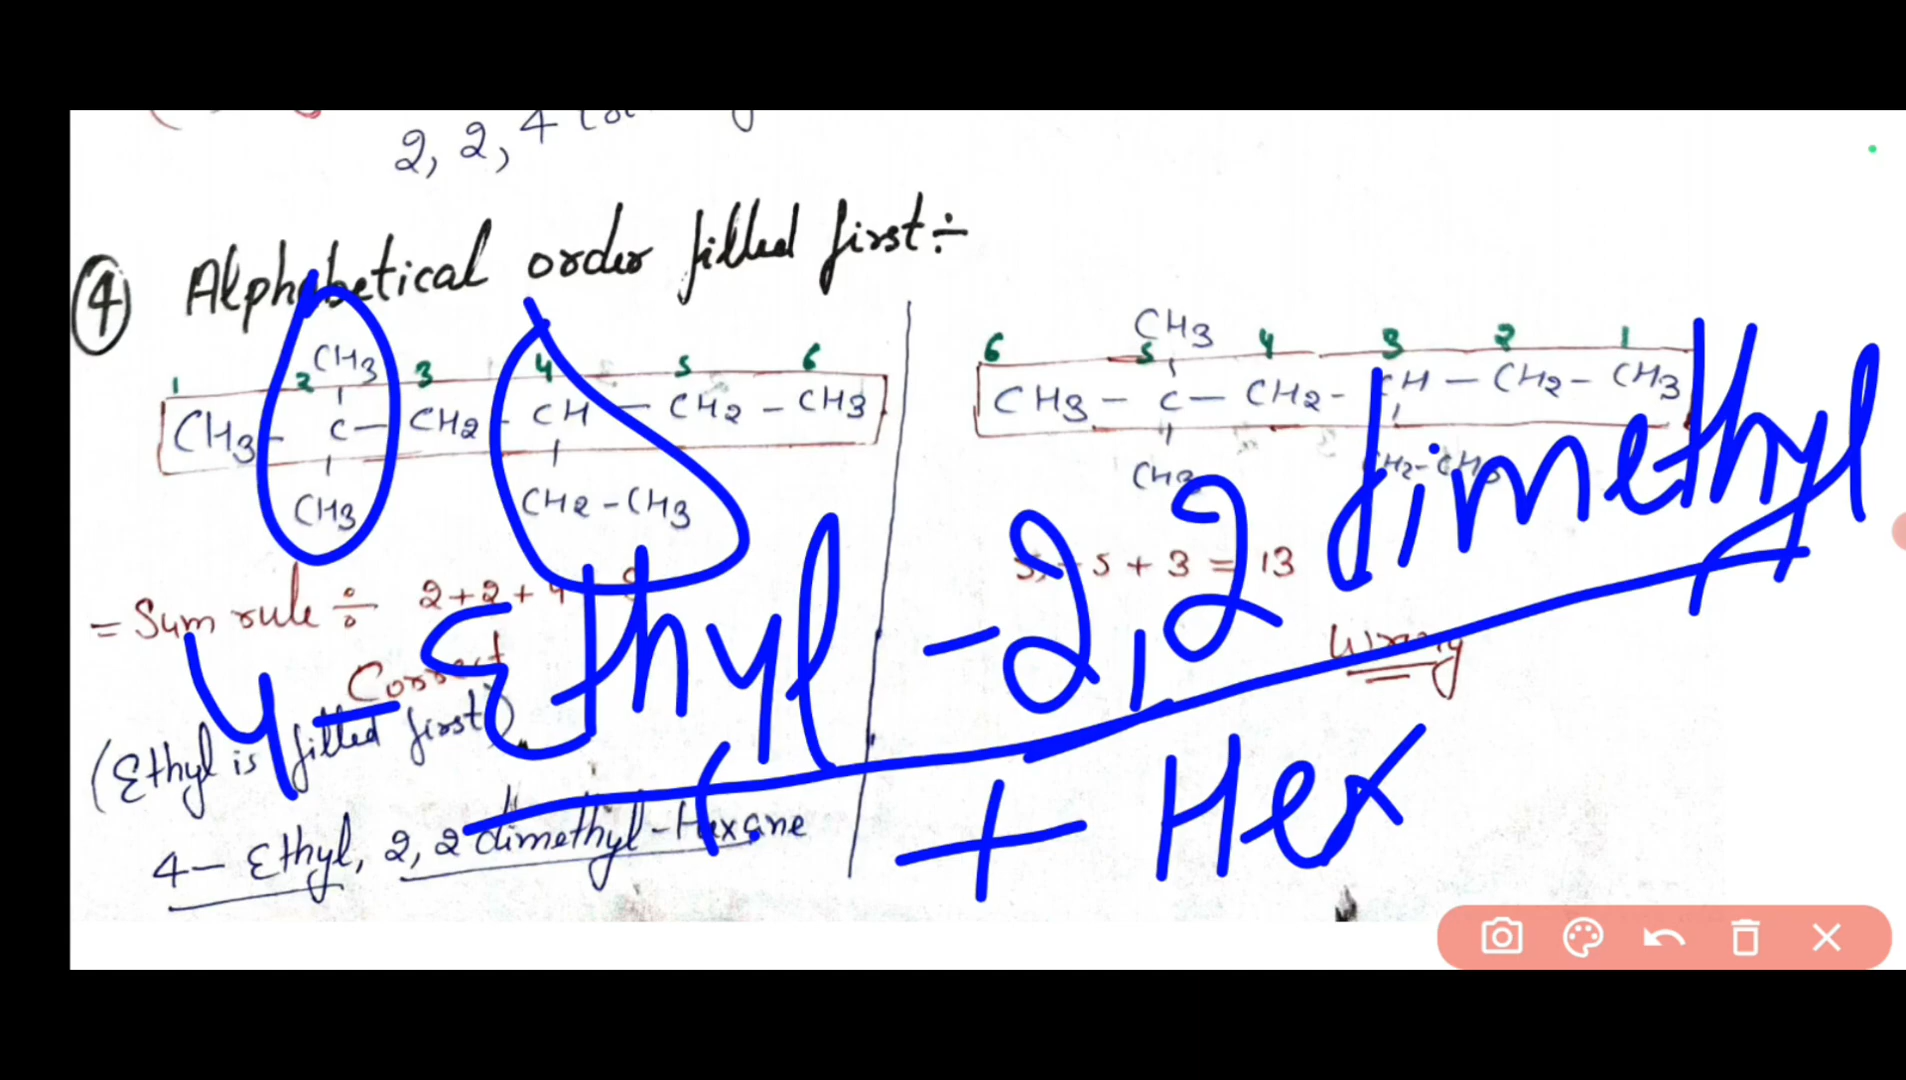 2, 2, 4
④ Alphabetical order filled first÷
1 2 3 4 5 6
CH3
CH3 - C - CH2 - CH - CH2 - CH3
CH3 CH2-CH3
= Sum rule ÷ 2+2+4
Correct
(Ethyl is filled first)
4- Ethyl, 2, 2 dimethyl-Hexane
CH3
6 5 4 3 2 1
CH3 - C - CH2 - CH - CH2 - CH3
CH3 CH2-CH3
5 + 5 + 3 = 13
Wrong
4 - Ethyl - 2,2 dimethyl
+ Hex